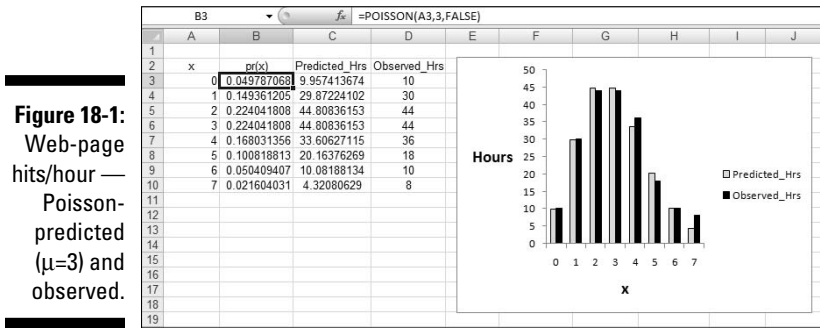 Figure 18-1:
Web-page
hits/hour —
Poisson-
predicted
(µ=3) and
observed.
B3 fx =POISSON(A3,3,FALSE)
A B C D E F G H I J
1
2 x pr(x) Predicted_Hrs Observed_Hrs
3 0 0.049787068 9.957413674 10
4 1 0.149361205 29.87224102 30
5 2 0.224041808 44.80836153 44
6 3 0.224041808 44.80836153 44
7 4 0.168031356 33.60627115 36
8 5 0.100818813 20.16376269 18
9 6 0.050409407 10.08188134 10
10 7 0.021604031 4.32080629 8
11
12
13
14
15
16
17
18
19
50
45
40
35
30
25
20
15
10
5
0
Hours
0 1 2 3 4 5 6 7
x
Predicted_Hrs
Observed_Hrs